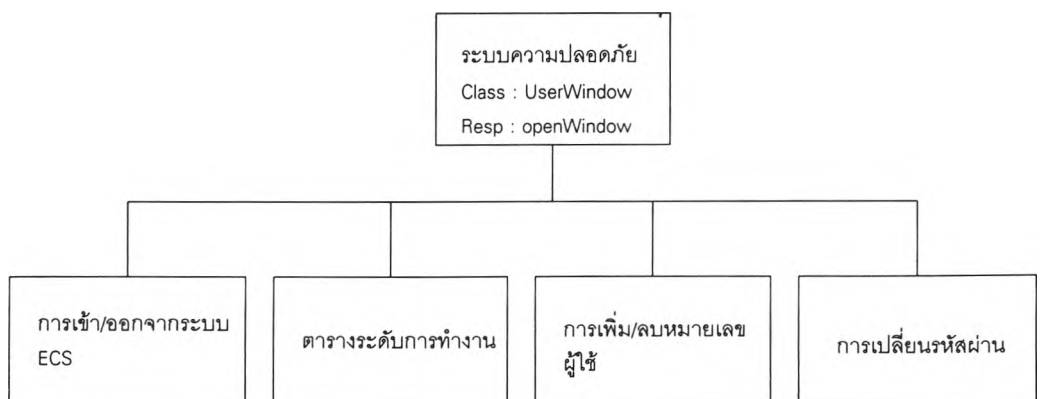 ระบบความปลอดภัย
Class : UserWindow
Resp : openWindow
การเข้า/ออกจากระบบ
ECS
ตารางระดับการทำงาน
การเพิ่ม/ลบหมายเลข
ผู้ใช้
การเปลี่ยนรหัสผ่าน